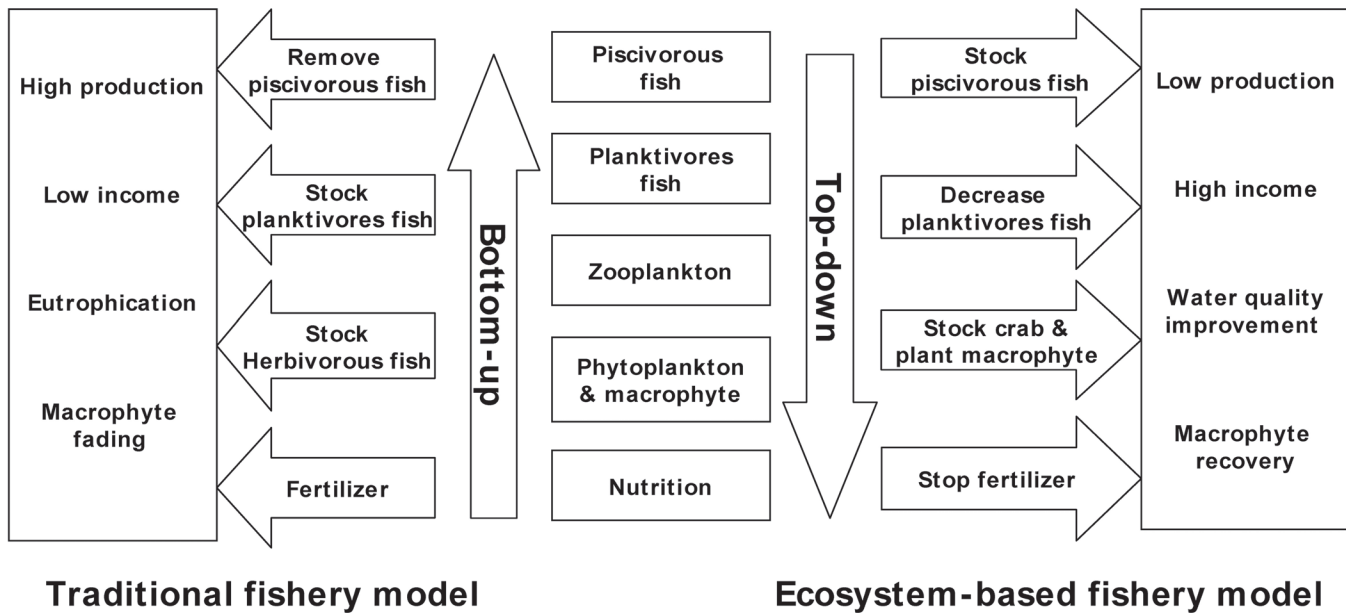 High production
Low income
Eutrophication
Macrophyte
fading
Remove
piscivorous fish
Stock
planktivores fish
Stock
Herbivorous fish
Fertilizer
Bottom-up
Piscivorous
fish
Planktivores
fish
Zooplankton
Phytoplankton
& macrophyte
Nutrition
Top-down
Stock
piscivorous fish
Decrease
planktivores fish
Stock crab &
plant macrophyte
Stop fertilizer
Low production
High income
Water quality
improvement
Macrophyte
recovery
Traditional fishery model
Ecosystem-based fishery model